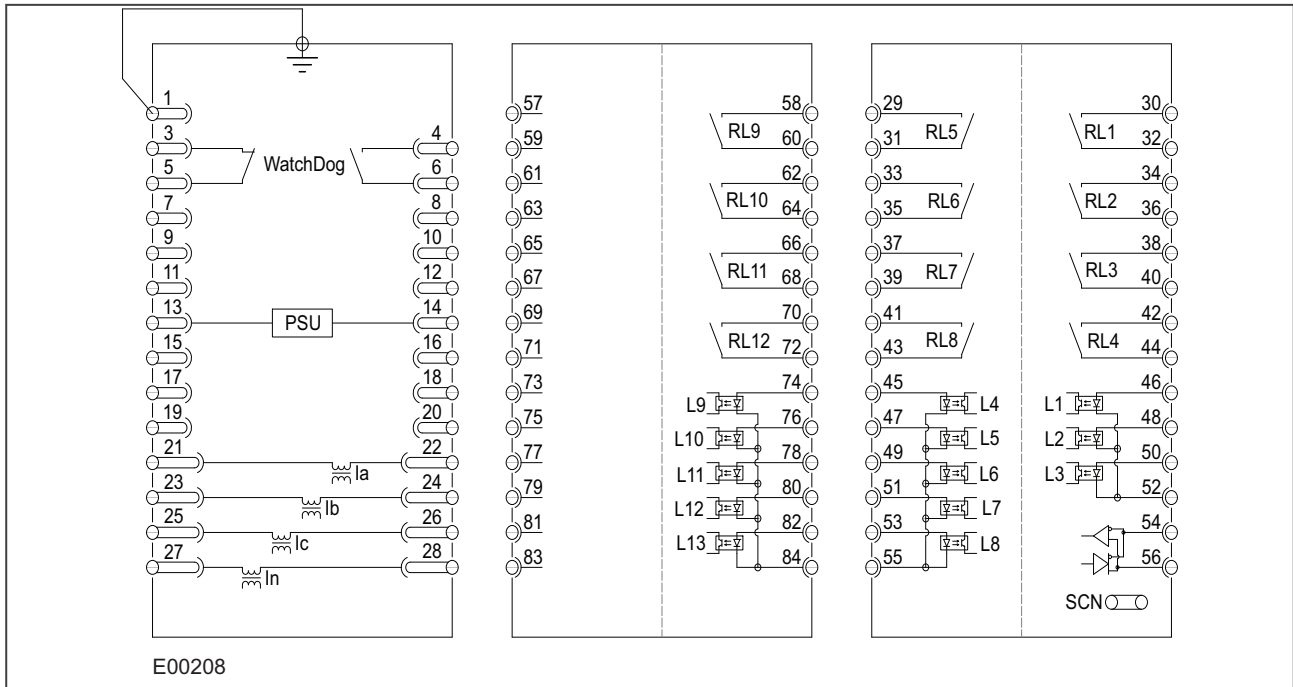 1
3 4
WatchDog
5 6
7 8
9 10
11 12
13 PSU 14
15 16
17 18
19 20
21 22
Ia
23 24
Ib
25 26
Ic
27 28
In
57 58
RL9
59 60
61 62
RL10
63 64
65 66
RL11
67 68
69 70
RL12
71 72
73 74
L9
75 76
L10
77 78
L11
79 80
L12
81 82
L13
83 84
29 30
RL5 RL1
31 32
33 34
RL6 RL2
35 36
37 38
RL7 RL3
39 40
41 42
RL8 RL4
43 44
45 46
L4 L1
47 48
L5 L2
49 50
L6 L3
51 52
L7
53 54
L8
55 56
SCN
E00208